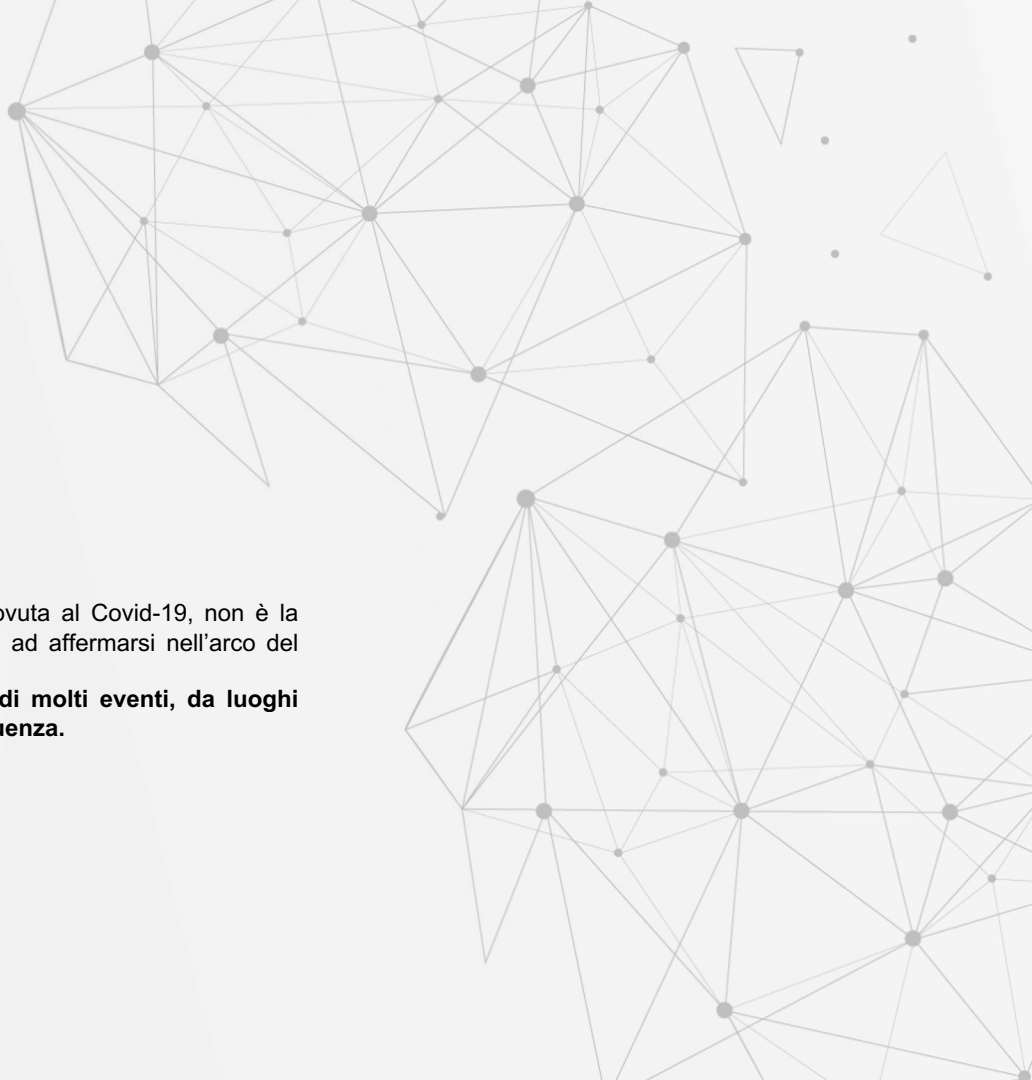 ovuta al Covid-19, non è la
ad affermarsi nell’arco del
di molti eventi, da luoghi
uenza.